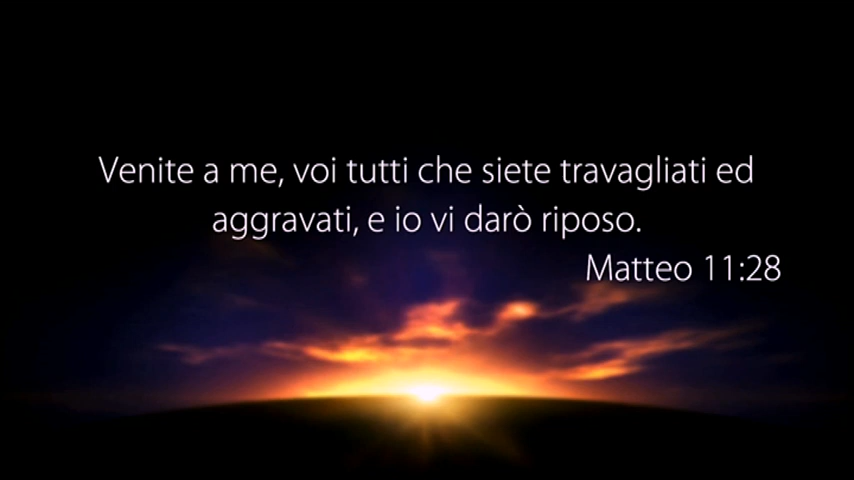 Venite a me, voi tutti che siete travagliati ed
aggravati, e io vi darò riposo.
Matteo 11:28